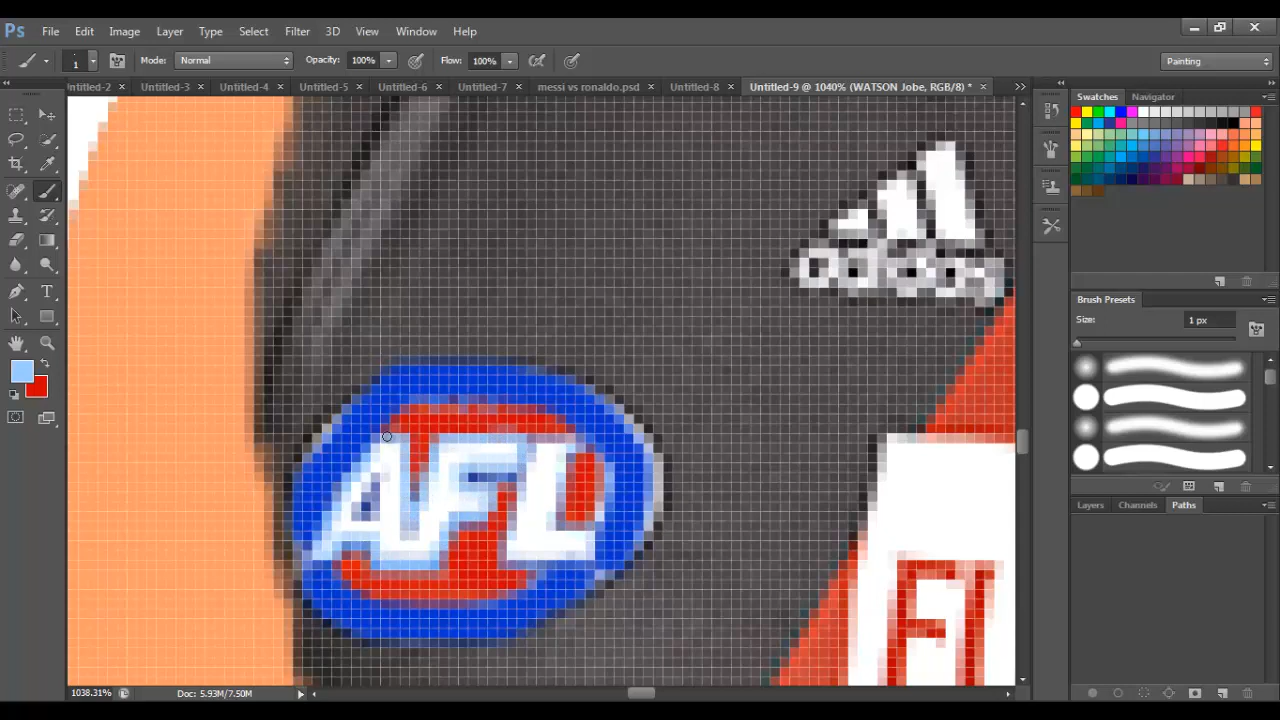 Ps File Edit Image Layer Type Select Filter 3D View Window Help
1 Mode: Normal Opacity: 100% Flow: 100% Painting
Untitled-2 × Untitled-3 × Untitled-4 × Untitled-5 × Untitled-6 × Untitled-7 × messi vs ronaldo.psd × Untitled-8 × Untitled-9 @ 1040% (WATSON Jobe, RGB/8) * ×
Swatches Navigator
AFL
Brush Presets
Size: 1 px
Layers Channels Paths
1038.31% Doc: 5.93M/7.50M